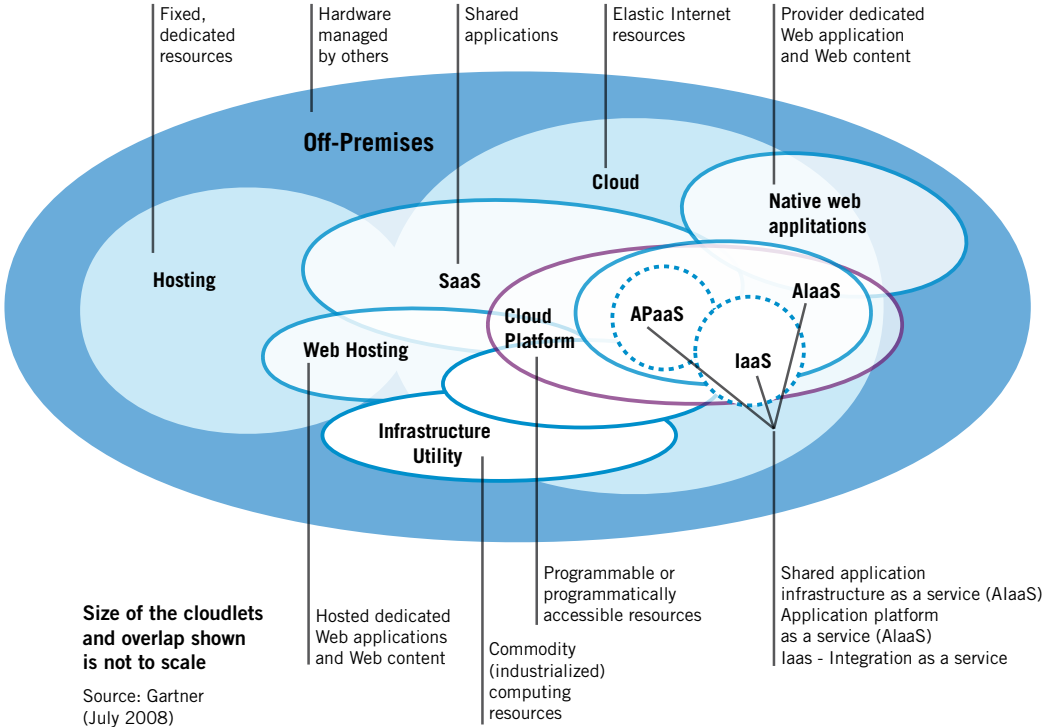 Fixed,
dedicated
resources
Hardware
managed
by others
Shared
applications
Elastic Internet
resources
Provider dedicated
Web application
and Web content
Off-Premises
Cloud
Native web
applitations
Hosting
SaaS
AIaaS
Cloud
Platform
APaaS
Web Hosting
IaaS
Infrastructure
Utility
Programmable or
programmatically
accessible resources
Shared application
infrastructure as a service (AIaaS)
Application platform
as a service (AIaaS)
Iaas - Integration as a service
Size of the cloudlets
and overlap shown
is not to scale
Hosted dedicated
Web applications
and Web content
Commodity
(industrialized)
computing
resources
Source: Gartner
(July 2008)